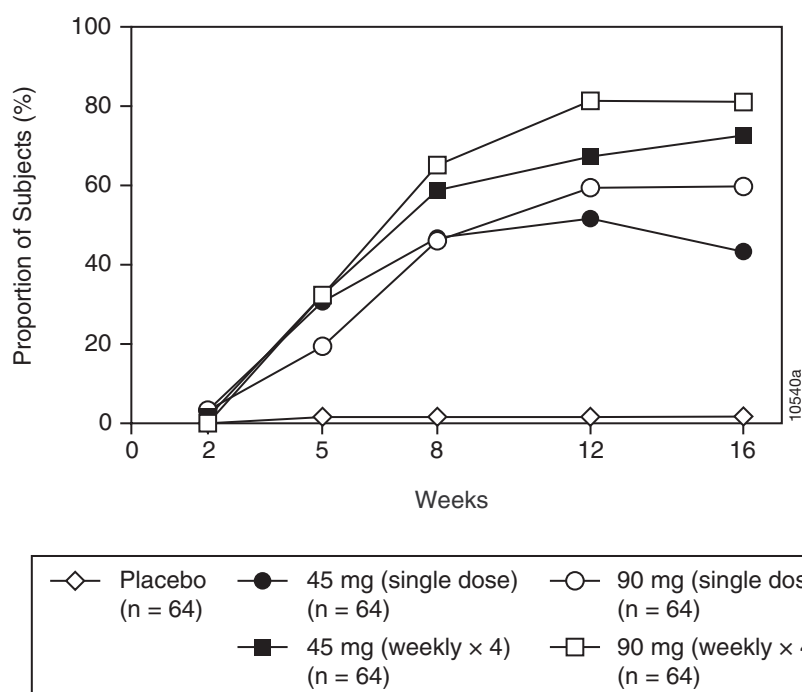 100
80
60
40
20
0
Proportion of Subjects (%)
0 2 5 8 12 16
Weeks
10540a
Placebo
(n = 64)
45 mg (single dose)
(n = 64)
90 mg (single dos
(n = 64)
45 mg (weekly × 4)
(n = 64)
90 mg (weekly × 4
(n = 64)